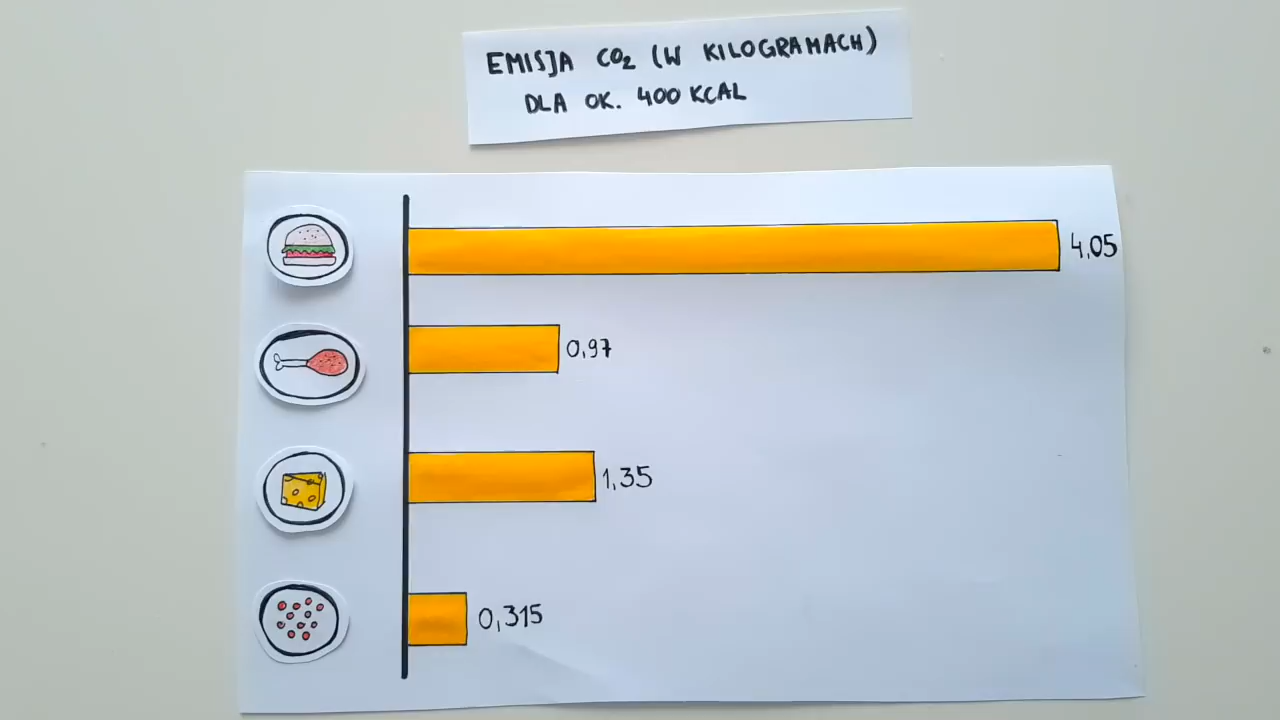 EMISJA CO₂ (W KILOGRAMACH)
DLA OK. 400 KCAL
4,05
0,97
1,35
0,315